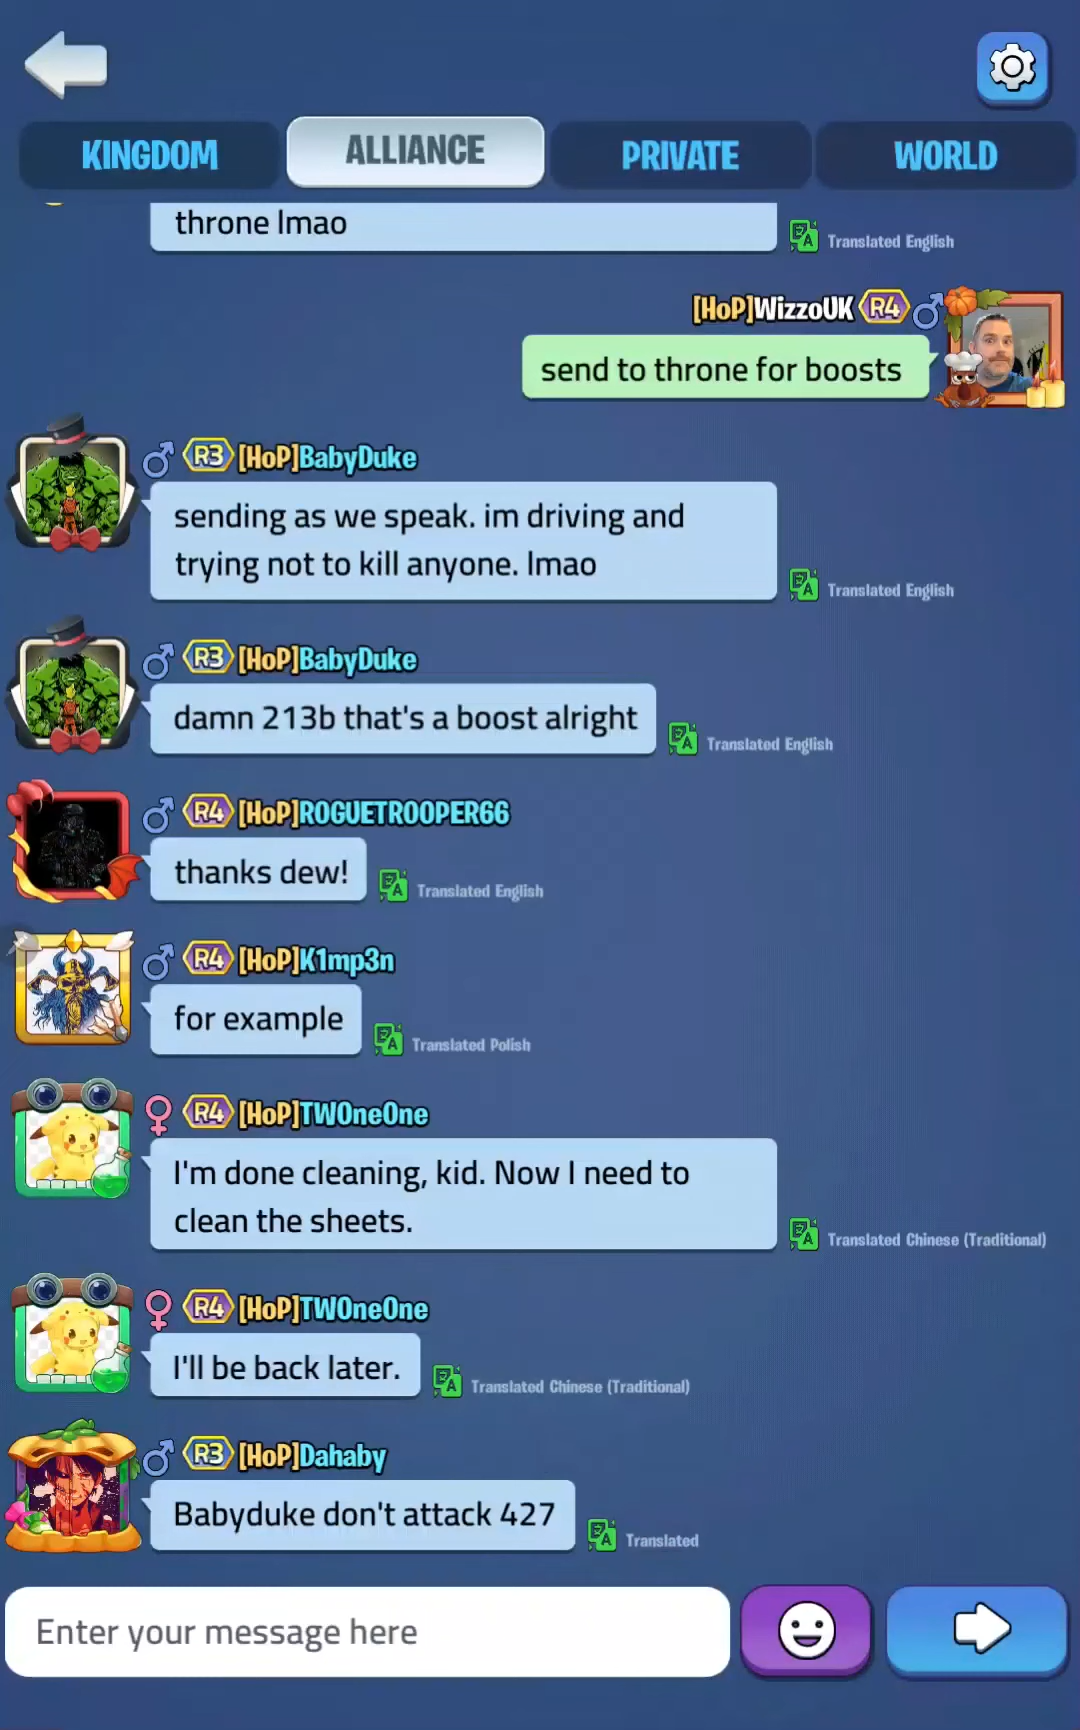 KINGDOM
ALLIANCE
PRIVATE
WORLD
throne lmao
Translated English
[HoP]WizzoUK R4
send to throne for boosts
R3 [HoP]BabyDuke
sending as we speak. im driving and
trying not to kill anyone. lmao
Translated English
R3 [HoP]BabyDuke
damn 213b that's a boost alright
Translated English
R4 [HoP]ROGUETROOPER66
thanks dew!
Translated English
R4 [HoP]K1mp3n
for example
Translated Polish
R4 [HoP]TWOneOne
I'm done cleaning, kid. Now I need to
clean the sheets.
Translated Chinese (Traditional)
R4 [HoP]TWOneOne
I'll be back later.
Translated Chinese (Traditional)
R3 [HoP]Dahaby
Babyduke don't attack 427
Translated
Enter your message here